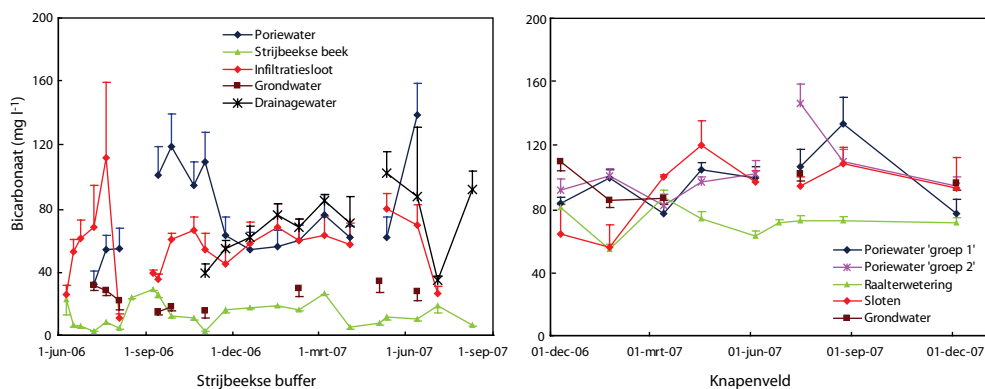 Bicarbonaat (mg l-1)
200
160
120
80
40
0
Poriewater
Strijbeekse beek
Infiltratiesloot
Grondwater
Drainagewater
1-jun-06
1-sep-06
1-dec-06
1-mrt-07
1-jun-07
1-sep-07
Strijbeekse buffer
200
160
120
80
40
0
Poriewater 'groep 1'
Poriewater 'groep 2'
Raalterwetering
Sloten
Grondwater
01-dec-06
01-mrt-07
01-jun-07
01-sep-07
01-dec-07
Knapenveld